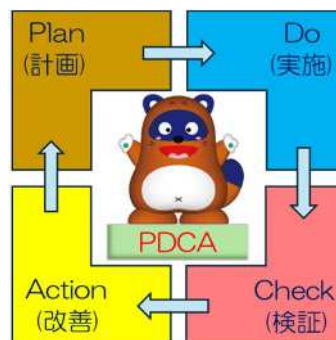 Plan
(計画)
Do
(実施)
PDCA
Action
(改善)
Check
(検証)